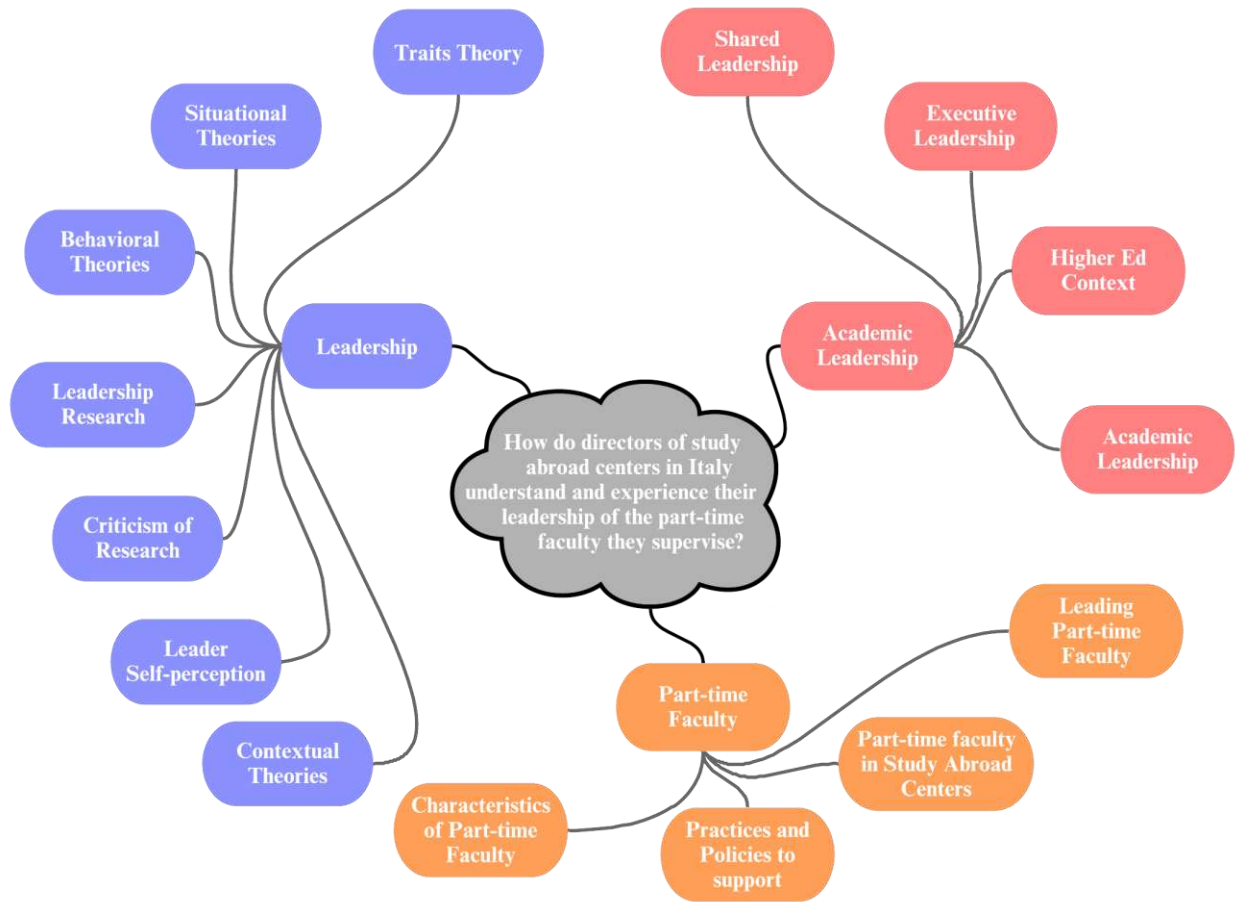 Traits Theory
Situational
Theories
Behavioral
Theories
Leadership
Leadership
Research
Criticism of
Research
Leader
Self-perception
Contextual
Theories
Shared
Leadership
Executive
Leadership
Higher Ed
Context
Academic
Leadership
Academic
Leadership
How do directors of study
abroad centers in Italy
understand and experience their
leadership of the part-time
faculty they supervise?
Part-time
Faculty
Leading
Part-time
Faculty
Part-time faculty
in Study Abroad
Centers
Practices and
Policies to
support
Characteristics
of Part-time
Faculty